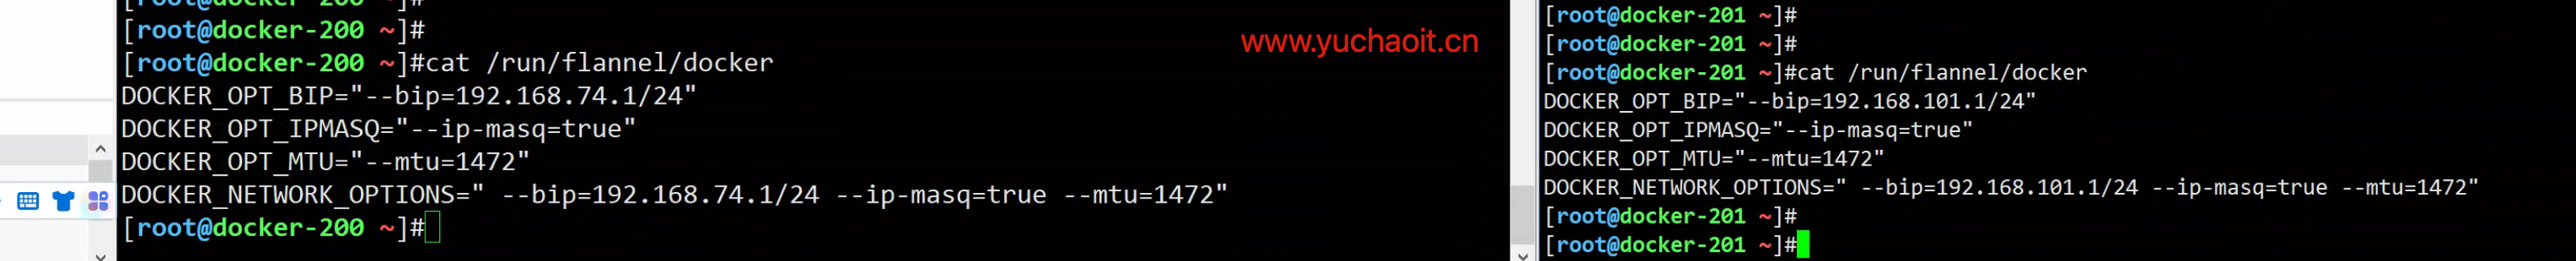 [root@docker-200 ~]#
[root@docker-200 ~]#cat /run/flannel/docker
DOCKER_OPT_BIP="--bip=192.168.74.1/24"
DOCKER_OPT_IPMASQ="--ip-masq=true"
DOCKER_OPT_MTU="--mtu=1472"
DOCKER_NETWORK_OPTIONS=" --bip=192.168.74.1/24 --ip-masq=true --mtu=1472"
[root@docker-200 ~]#
www.yuchaoit.cn
[root@docker-201 ~]#
[root@docker-201 ~]#
[root@docker-201 ~]#cat /run/flannel/docker
DOCKER_OPT_BIP="--bip=192.168.101.1/24"
DOCKER_OPT_IPMASQ="--ip-masq=true"
DOCKER_OPT_MTU="--mtu=1472"
DOCKER_NETWORK_OPTIONS=" --bip=192.168.101.1/24 --ip-masq=true --mtu=1472"
[root@docker-201 ~]#
[root@docker-201 ~]#